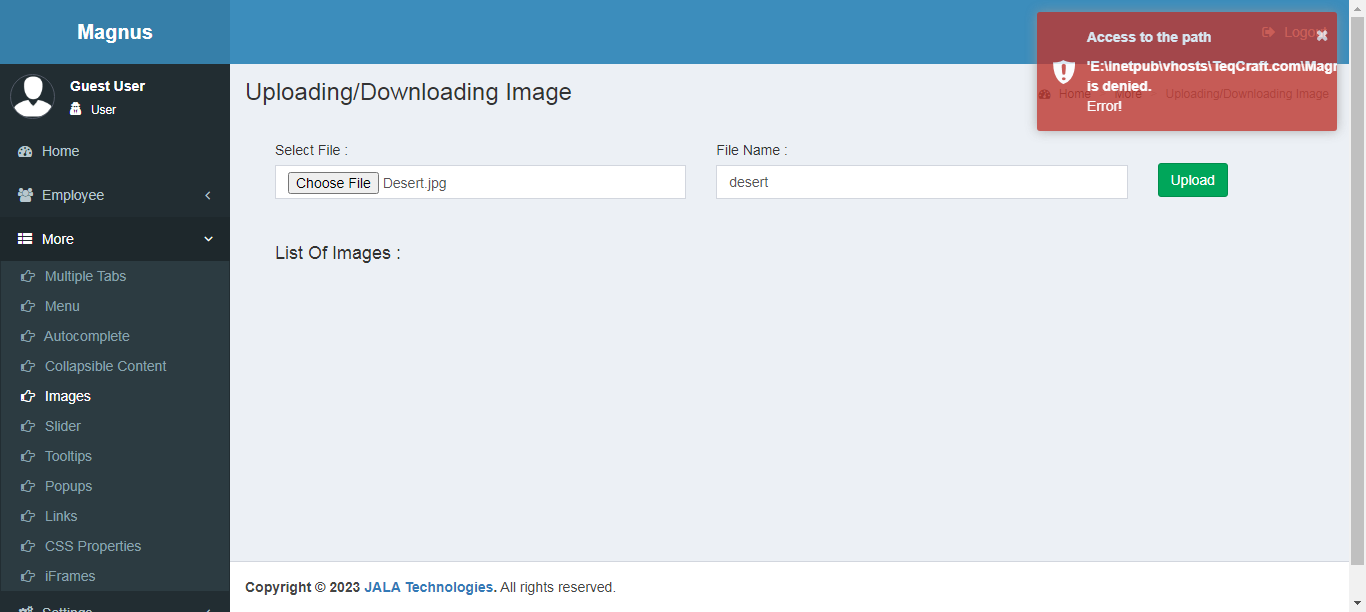 Magnus
Logout
Access to the path
'E:\Inetpub\vhosts\TeqCraft.com\Magn
is denied.
Error!
Guest User
User
Home
Employee
More
Multiple Tabs
Menu
Autocomplete
Collapsible Content
Images
Slider
Tooltips
Popups
Links
CSS Properties
iFrames
Settings
Uploading/Downloading Image
Home More Uploading/Downloading Image
Select File :
Choose File Desert.jpg
File Name :
desert
Upload
List Of Images :
Copyright © 2023 JALA Technologies. All rights reserved.